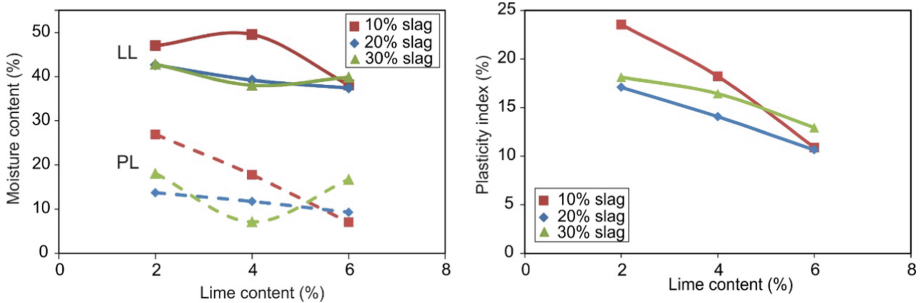 50
40
30
20
10
0
Moisture content (%)
LL
PL
10% slag
20% slag
30% slag
0
2
4
6
8
Lime content (%)
25
20
15
10
5
0
Plasticity index (%)
10% slag
20% slag
30% slag
0
2
4
6
8
Lime content (%)